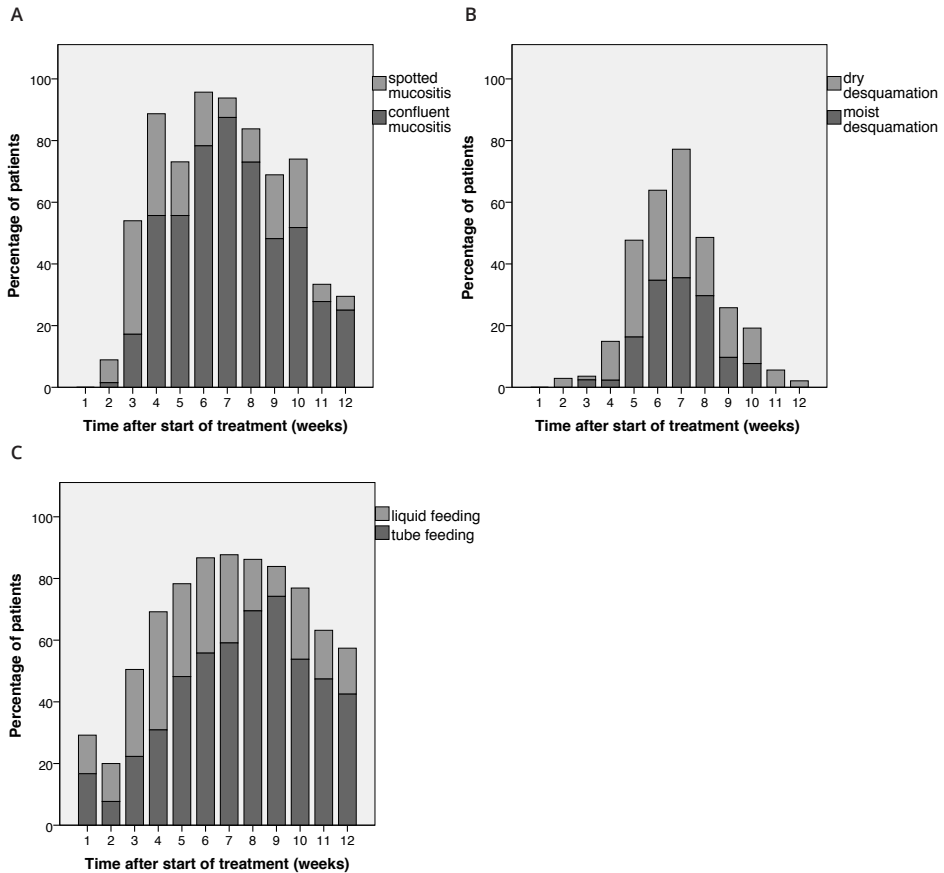 A
Percentage of patients
100
80
60
40
20
0
1 2 3 4 5 6 7 8 9 10 11 12
Time after start of treatment (weeks)
spotted
mucositis
confluent
mucositis
B
Percentage of patients
100
80
60
40
20
0
1 2 3 4 5 6 7 8 9 10 11 12
Time after start of treatment (weeks)
dry
desquamation
moist
desquamation
C
Percentage of patients
100
80
60
40
20
0
1 2 3 4 5 6 7 8 9 10 11 12
Time after start of treatment (weeks)
liquid feeding
tube feeding